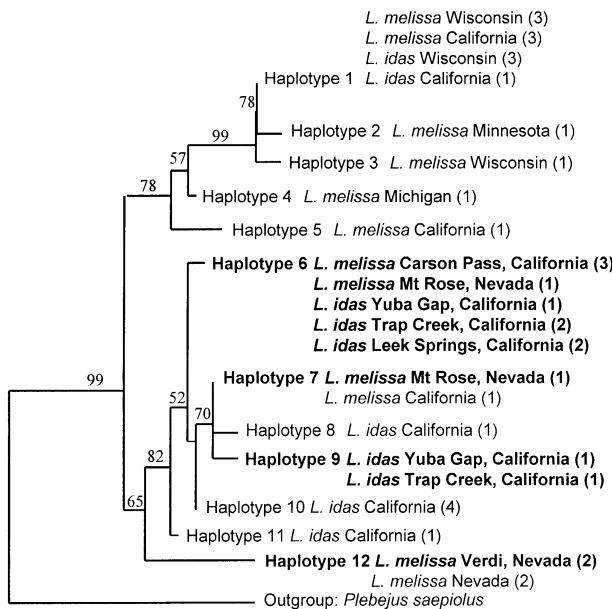 L. melissa Wisconsin (3)
L. melissa California (3)
L. idas Wisconsin (3)
Haplotype 1 L. idas California (1)
78
Haplotype 2 L. melissa Minnesota (1)
99
Haplotype 3 L. melissa Wisconsin (1)
57
78
Haplotype 4 L. melissa Michigan (1)
Haplotype 5 L. melissa California (1)
Haplotype 6 L. melissa Carson Pass, California (3)
L. melissa Mt Rose, Nevada (1)
L. idas Yuba Gap, California (1)
L. idas Trap Creek, California (2)
L. idas Leek Springs, California (2)
99
Haplotype 7 L. melissa Mt Rose, Nevada (1)
L. melissa California (1)
52
70
Haplotype 8 L. idas California (1)
82
Haplotype 9 L. idas Yuba Gap, California (1)
L. idas Trap Creek, California (1)
65
Haplotype 10 L. idas California (4)
Haplotype 11 L. idas California (1)
Haplotype 12 L. melissa Verdi, Nevada (2)
L. melissa Nevada (2)
Outgroup: Plebejus saepiolus